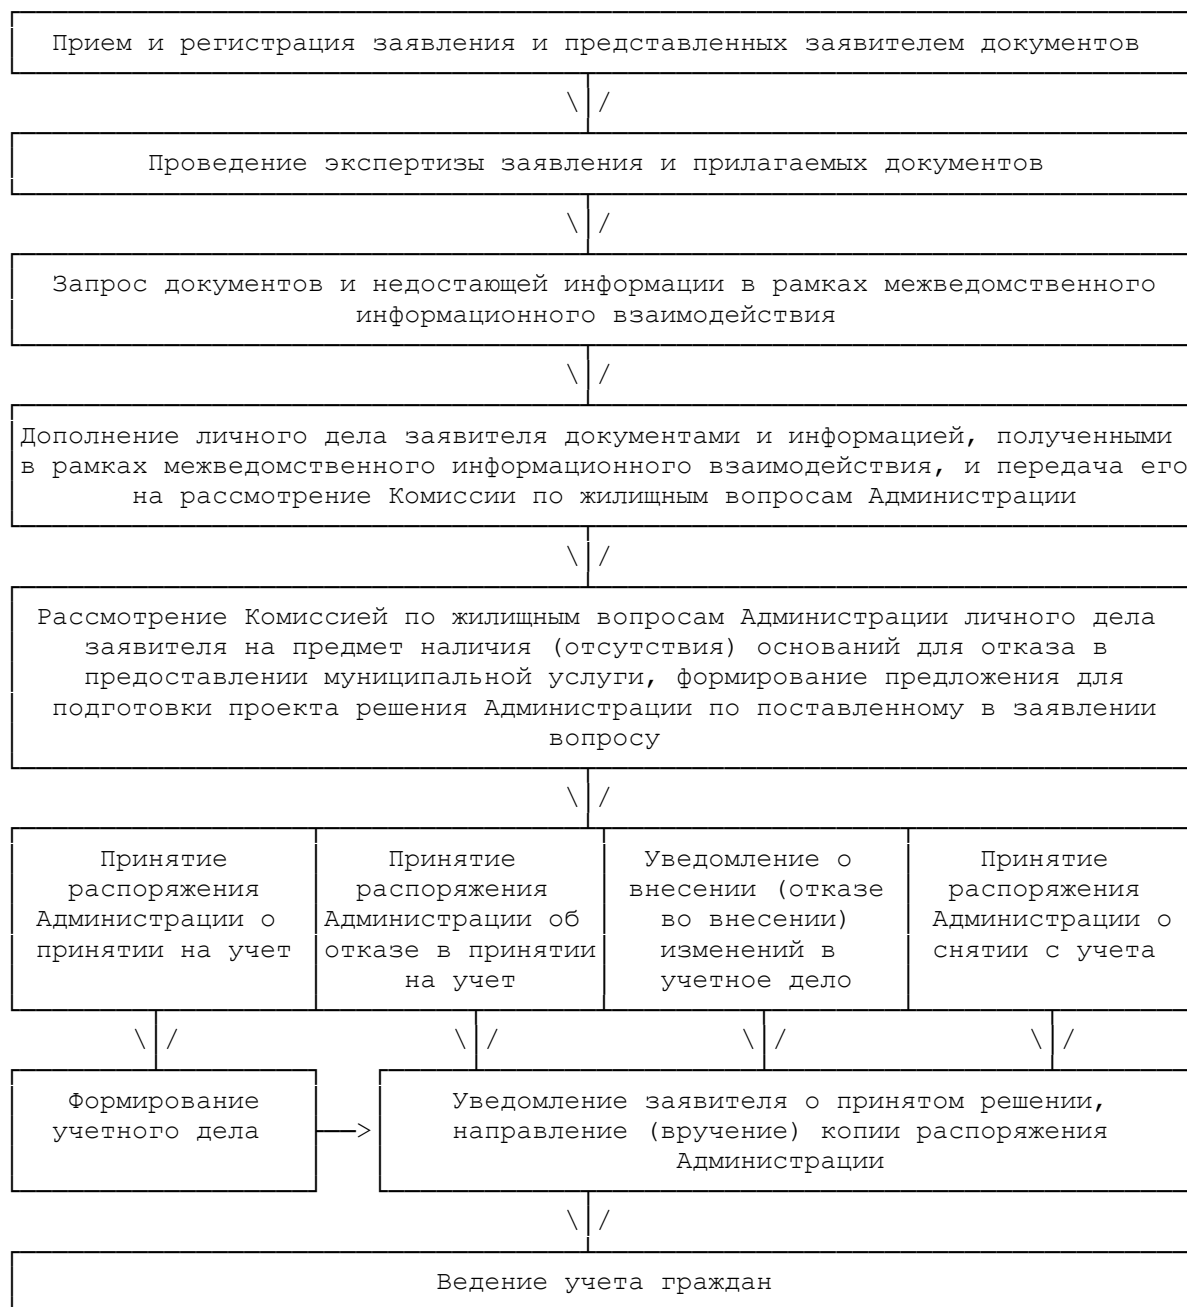 Прием и регистрация заявления и представленных заявителем документов
Проведение экспертизы заявления и прилагаемых документов
Запрос документов и недостающей информации в рамках межведомственного
информационного взаимодействия
Дополнение личного дела заявителя документами и информацией, полученными
в рамках межведомственного информационного взаимодействия, и передача его
на рассмотрение Комиссии по жилищным вопросам Администрации
Рассмотрение Комиссией по жилищным вопросам Администрации личного дела
заявителя на предмет наличия (отсутствия) оснований для отказа в
предоставлении муниципальной услуги, формирование предложения для
подготовки проекта решения Администрации по поставленному в заявлении
вопросу
Принятие
распоряжения
Администрации о
принятии на учет
Принятие
распоряжения
Администрации об
отказе в принятии
на учет
Уведомление о
внесении (отказе
во внесении)
изменений в
учетное дело
Принятие
распоряжения
Администрации о
снятии с учета
Формирование
учетного дела
Уведомление заявителя о принятом решении,
направление (вручение) копии распоряжения
Администрации
Ведение учета граждан